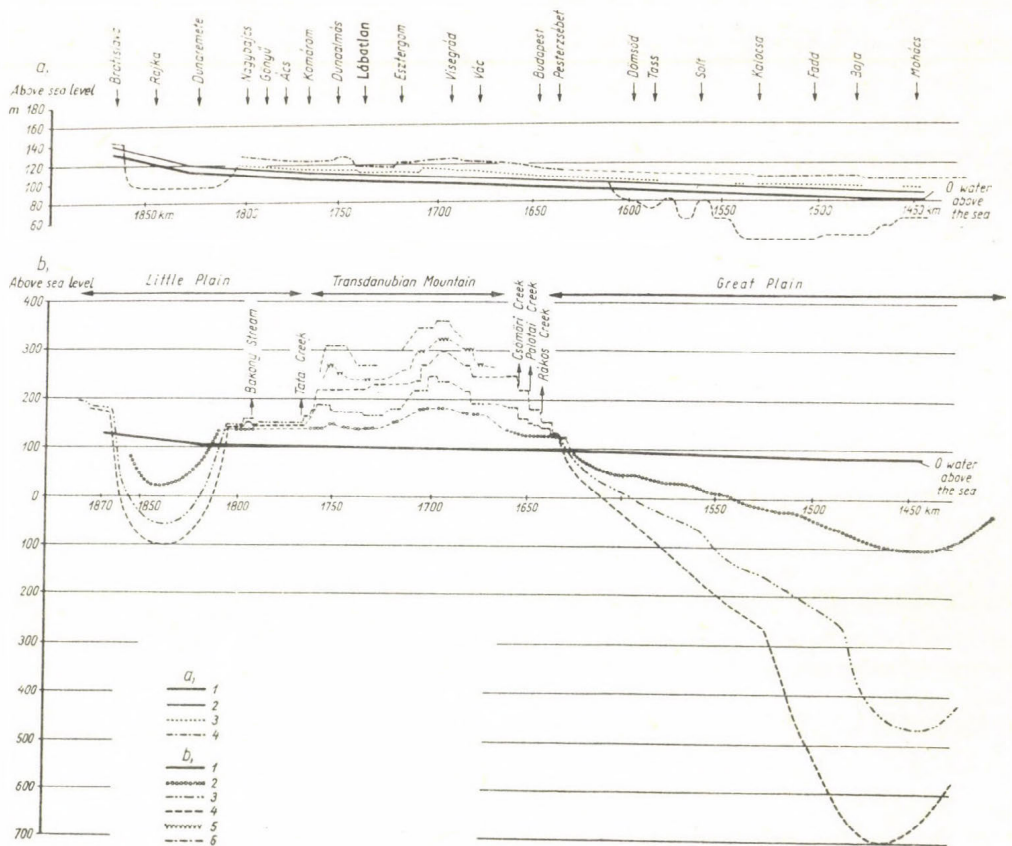 Bratislava
Rajka
Dunaremete
Nagybajcs
Gönyű
Ács
Komárom
Dunaalmás
Lábatlan
Esztergom
Visegrád
Vác
Budapest
Pesterzsébet
Dömsöd
Tass
Solt
Kalocsa
Fadd
Baja
Mohács
a,
Above sea level
m 180
160
140
120
100
80
60
1850 km
1800
1750
1700
1650
1600
1550
1500
1450 km
0 water
above
the sea
b,
Above sea level
Little Plain
Transdanubian Mountain
Great Plain
400
300
200
100
0
100
200
300
400
500
600
700
Bakony Stream
Tata Creek
Csömöri Creek
Palotai Creek
Rákos Creek
0 water
above
the sea
1870
1850
1800
1750
1700
1650
1600
1550
1500
1450 km
a,
1
2
3
4
b,
1
2
3
4
5
6